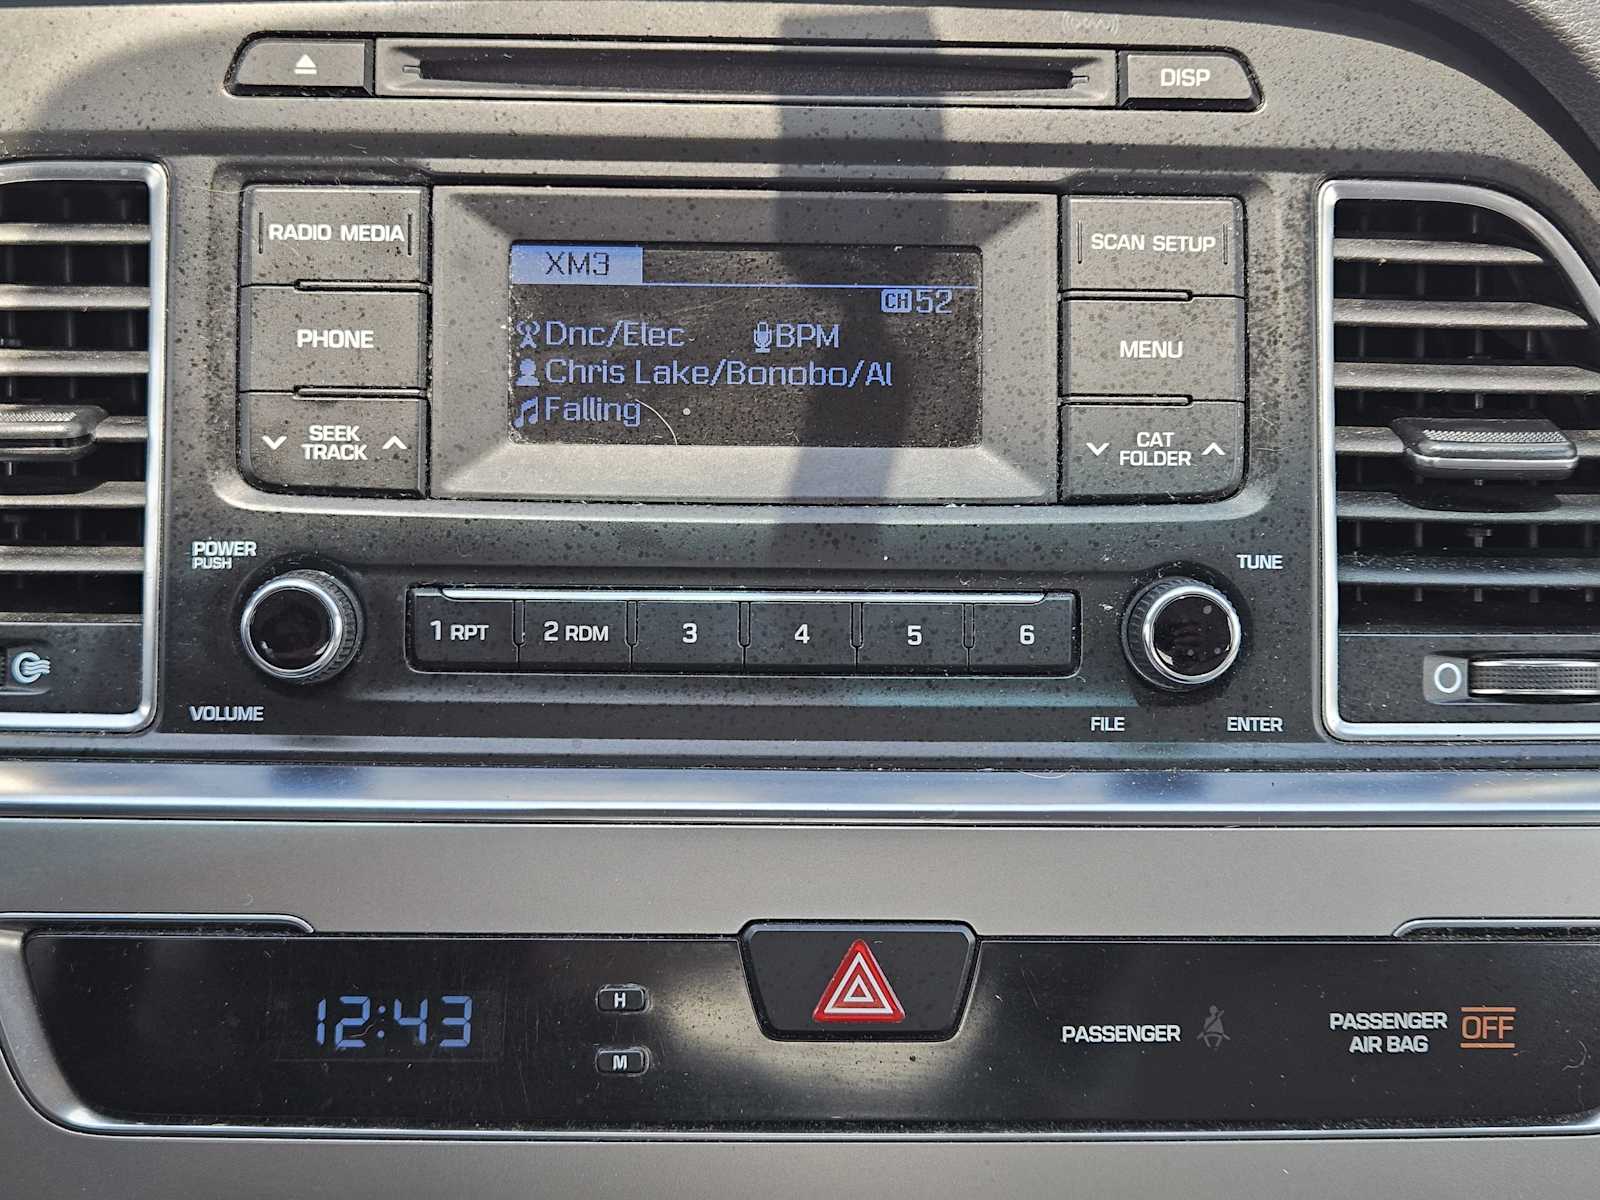 DISP
RADIO MEDIA
SCAN SETUP
XM3
CH 52
PHONE
Dnc/Elec BPM
MENU
Chris Lake/Bonobo/Al
Falling
SEEK
TRACK
CAT
FOLDER
POWER
PUSH
TUNE
1 RPT 2 RDM 3 4 5 6
VOLUME
FILE ENTER
12:43
H
M
PASSENGER
PASSENGER
AIR BAG
OFF